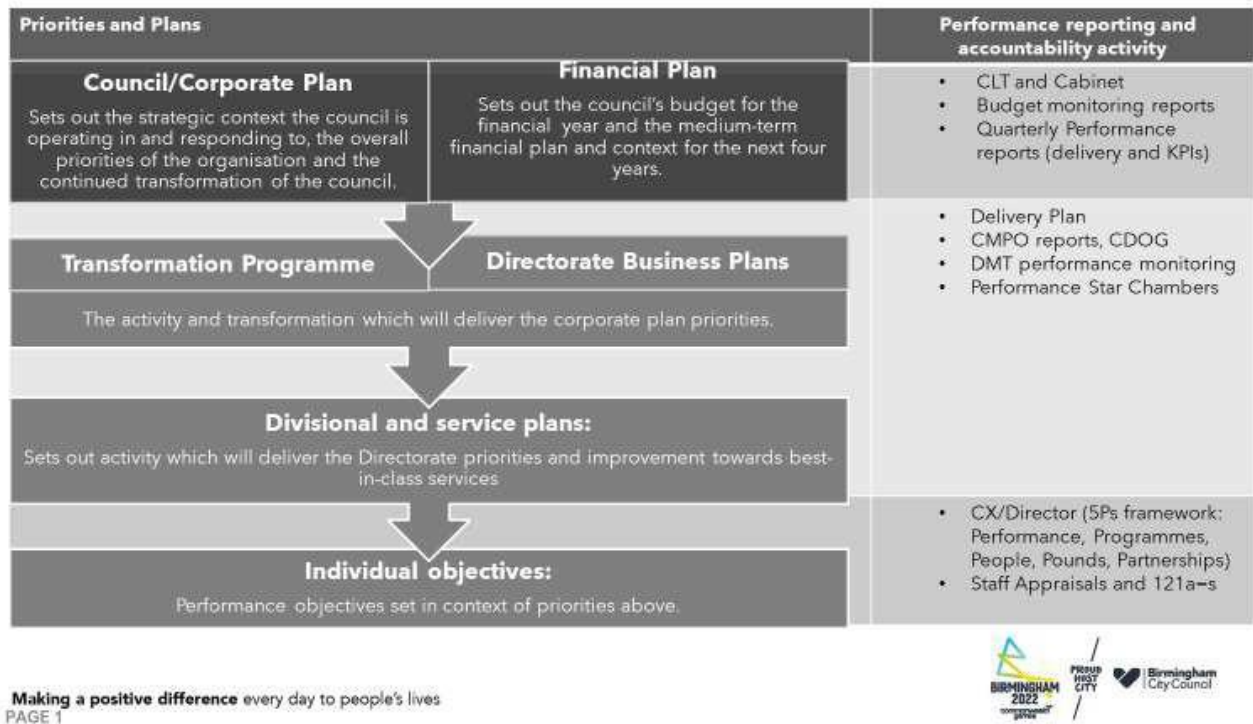 Priorities and Plans
Performance reporting and
accountability activity
Council/Corporate Plan
Sets out the strategic context the council is
operating in and responding to, the overall
priorities of the organisation and the
continued transformation of the council.
Financial Plan
Sets out the council's budget for the
financial year and the medium-term
financial plan and context for the next four
years.
• CLT and Cabinet
• Budget monitoring reports
• Quarterly Performance
reports (delivery and KPIs)
Transformation Programme
Directorate Business Plans
The activity and transformation which will deliver the corporate plan priorities.
• Delivery Plan
• CMPO reports, CDOG
• DMT performance monitoring
• Performance Star Chambers
Divisional and service plans:
Sets out activity which will deliver the Directorate priorities and improvement towards best-
in-class services
Individual objectives:
Performance objectives set in context of priorities above.
• CX/Director (5Ps framework:
Performance, Programmes,
People, Pounds, Partnerships)
• Staff Appraisals and 121a=s
Making a positive difference every day to people's lives
PAGE 1
BIRMINGHAM
2022
PROUD
HOST
CITY
Birmingham
City Council